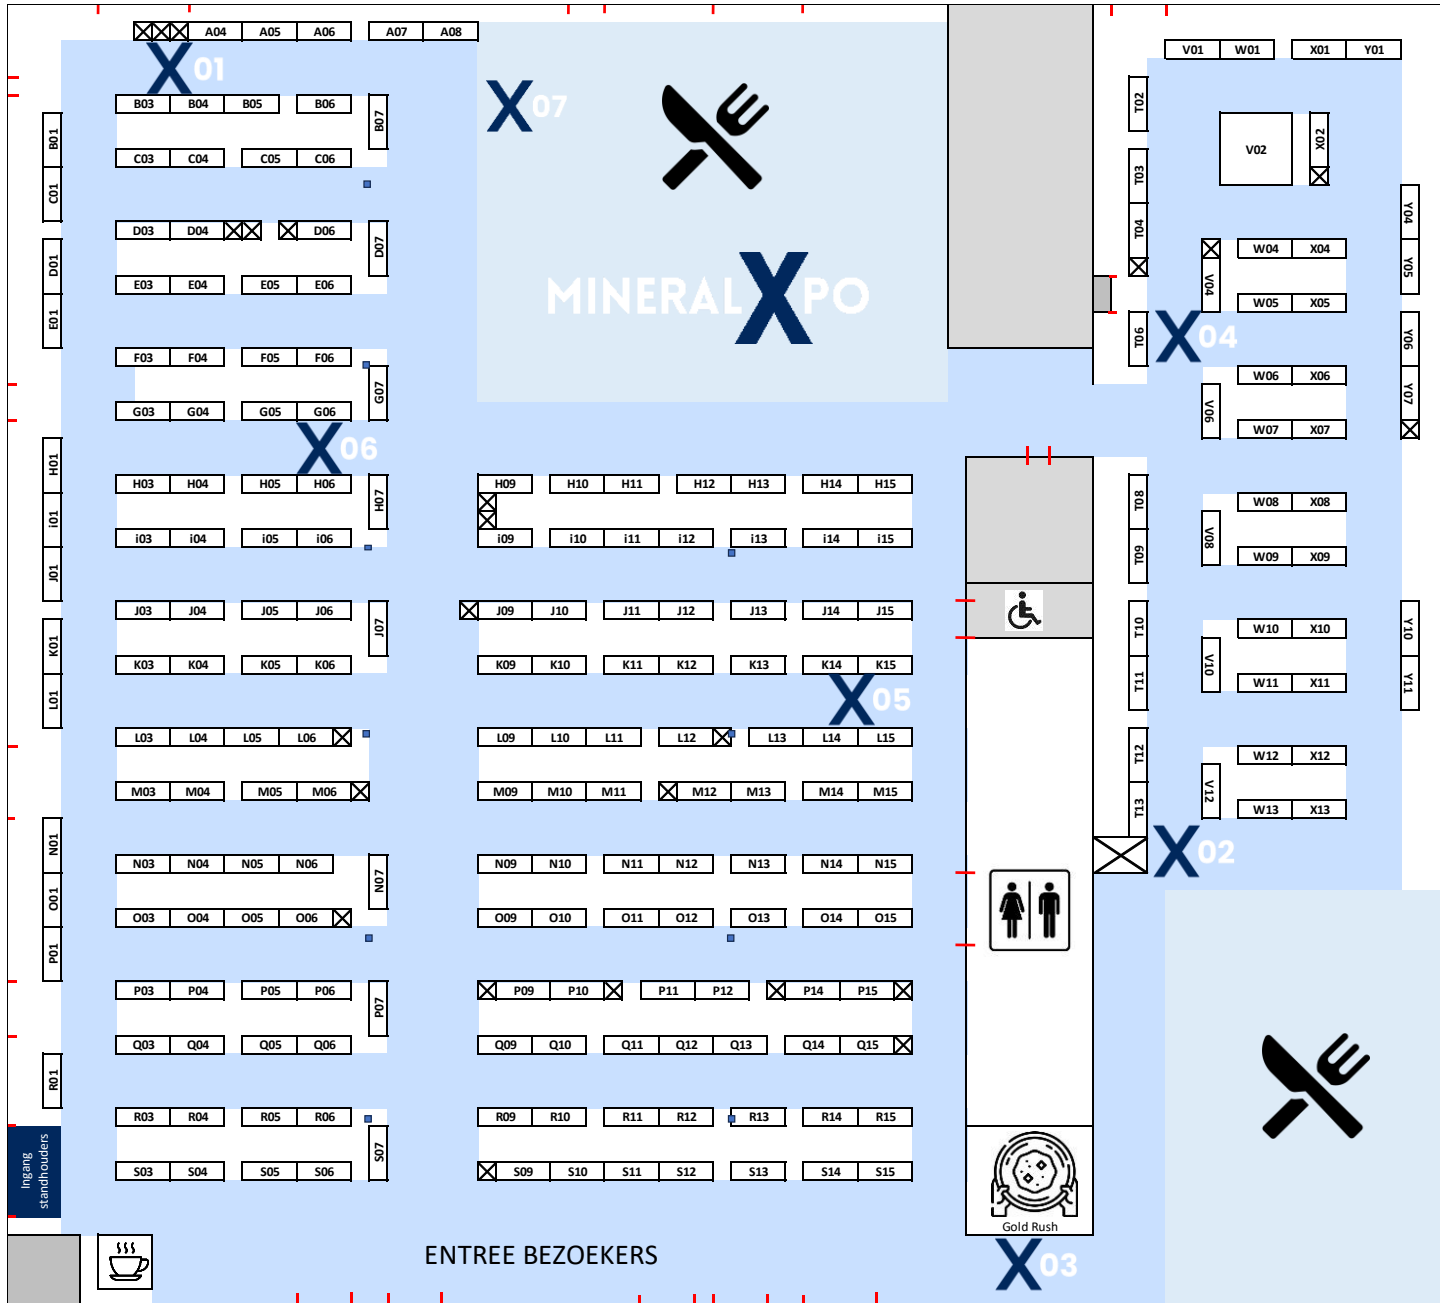 A04 A05 A06 A07 A08
X 01
V01 W01 X01 Y01
B03 B04 B05 B06 B07
X 07
T02
B01
C03 C04 C05 C06
V02 X02
C01
T03
D03 D04 D06 D07
T04
Y04
D01
W04 X04
Y05
E03 E04 E05 E06
V04
MINERALXPO
E01
W05 X05
F03 F04 F05 F06
T06
X 04
Y06
G07
W06 X06
Y07
G03 G04 G05 G06
V06
W07 X07
X 06
H01
H03 H04 H05 H06 H07
H09 H10 H11 H12 H13 H14 H15
T08
W08 X08
i01
i03 i04 i05 i06
i09 i10 i11 i12 i13 i14 i15
V08
T09
W09 X09
J01
J03 J04 J05 J06 J07
J09 J10 J11 J12 J13 J14 J15
T10
W10 X10
Y10
K01
K03 K04 K05 K06
K09 K10 K11 K12 K13 K14 K15
V10
T11
W11 X11
Y11
L01
X 05
L03 L04 L05 L06
L09 L10 L11 L12 L13 L14 L15
T12
W12 X12
M03 M04 M05 M06
M09 M10 M11 M12 M13 M14 M15
V12
T13
W13 X13
N01
X 02
N03 N04 N05 N06 N07
N09 N10 N11 N12 N13 N14 N15
O01
O03 O04 O05 O06
O09 O10 O11 O12 O13 O14 O15
P01
P03 P04 P05 P06 P07
P09 P10 P11 P12 P14 P15
Q03 Q04 Q05 Q06
Q09 Q10 Q11 Q12 Q13 Q14 Q15
R01
R03 R04 R05 R06
R09 R10 R11 R12 R13 R14 R15
S07
Ingang
standhouders
S03 S04 S05 S06
S09 S10 S11 S12 S13 S14 S15
Gold Rush
ENTREE BEZOEKERS
X 03